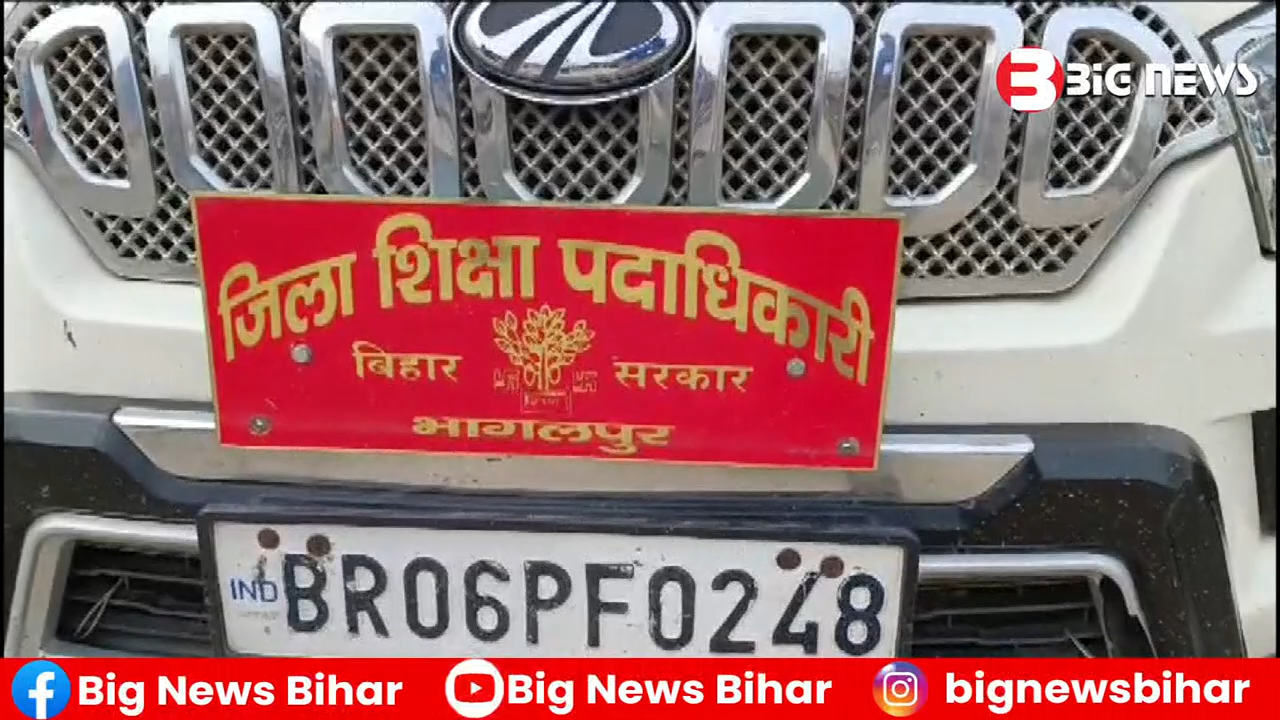 BIG NEWS
जिला शिक्षा पदाधिकारी
बिहार सरकार
भागलपुर
IND BR06PF0248
Big News Bihar Big News Bihar bignewsbihar